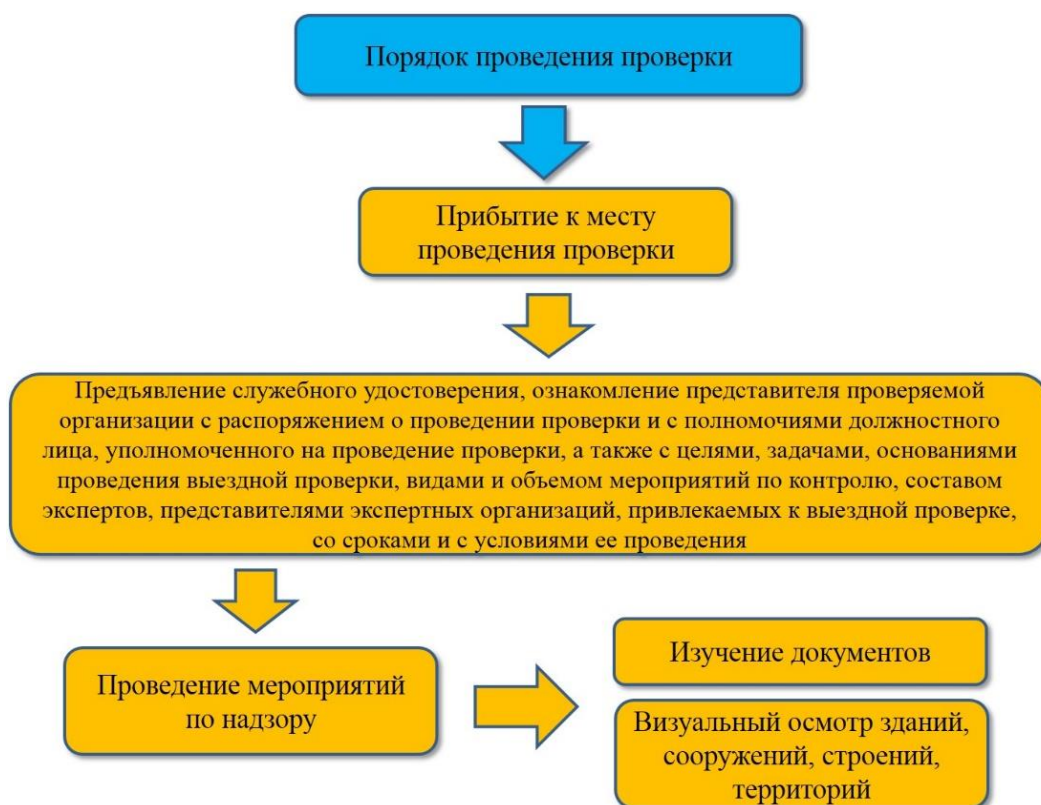 Порядок проведения проверки
Прибытие к месту
проведения проверки
Предъявление служебного удостоверения, ознакомление представителя проверяемой
организации с распоряжением о проведении проверки и с полномочиями должностного
лица, уполномоченного на проведение проверки, а также с целями, задачами, основаниями
проведения выездной проверки, видами и объемом мероприятий по контролю, составом
экспертов, представителями экспертных организаций, привлекаемых к выездной проверке,
со сроками и с условиями ее проведения
Проведение мероприятий
по надзору
Изучение документов
Визуальный осмотр зданий,
сооружений, строений,
территорий